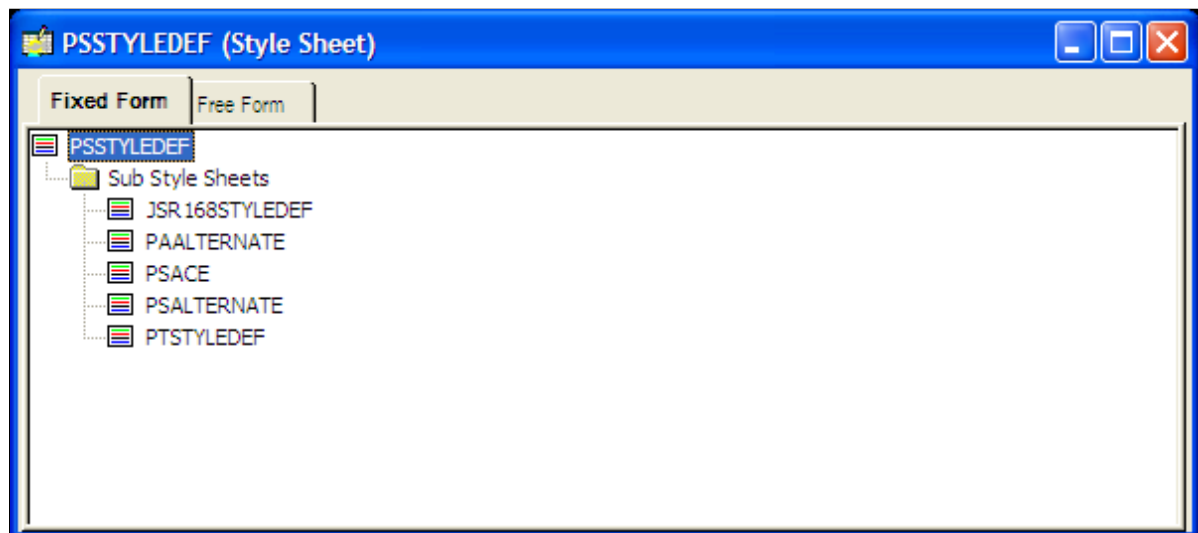 PSSTYLEDEF (Style Sheet)
Fixed Form Free Form
PSSTYLEDEF
Sub Style Sheets
JSR168STYLEDEF
PAALTERNATE
PSACE
PSALTERNATE
PTSTYLEDEF